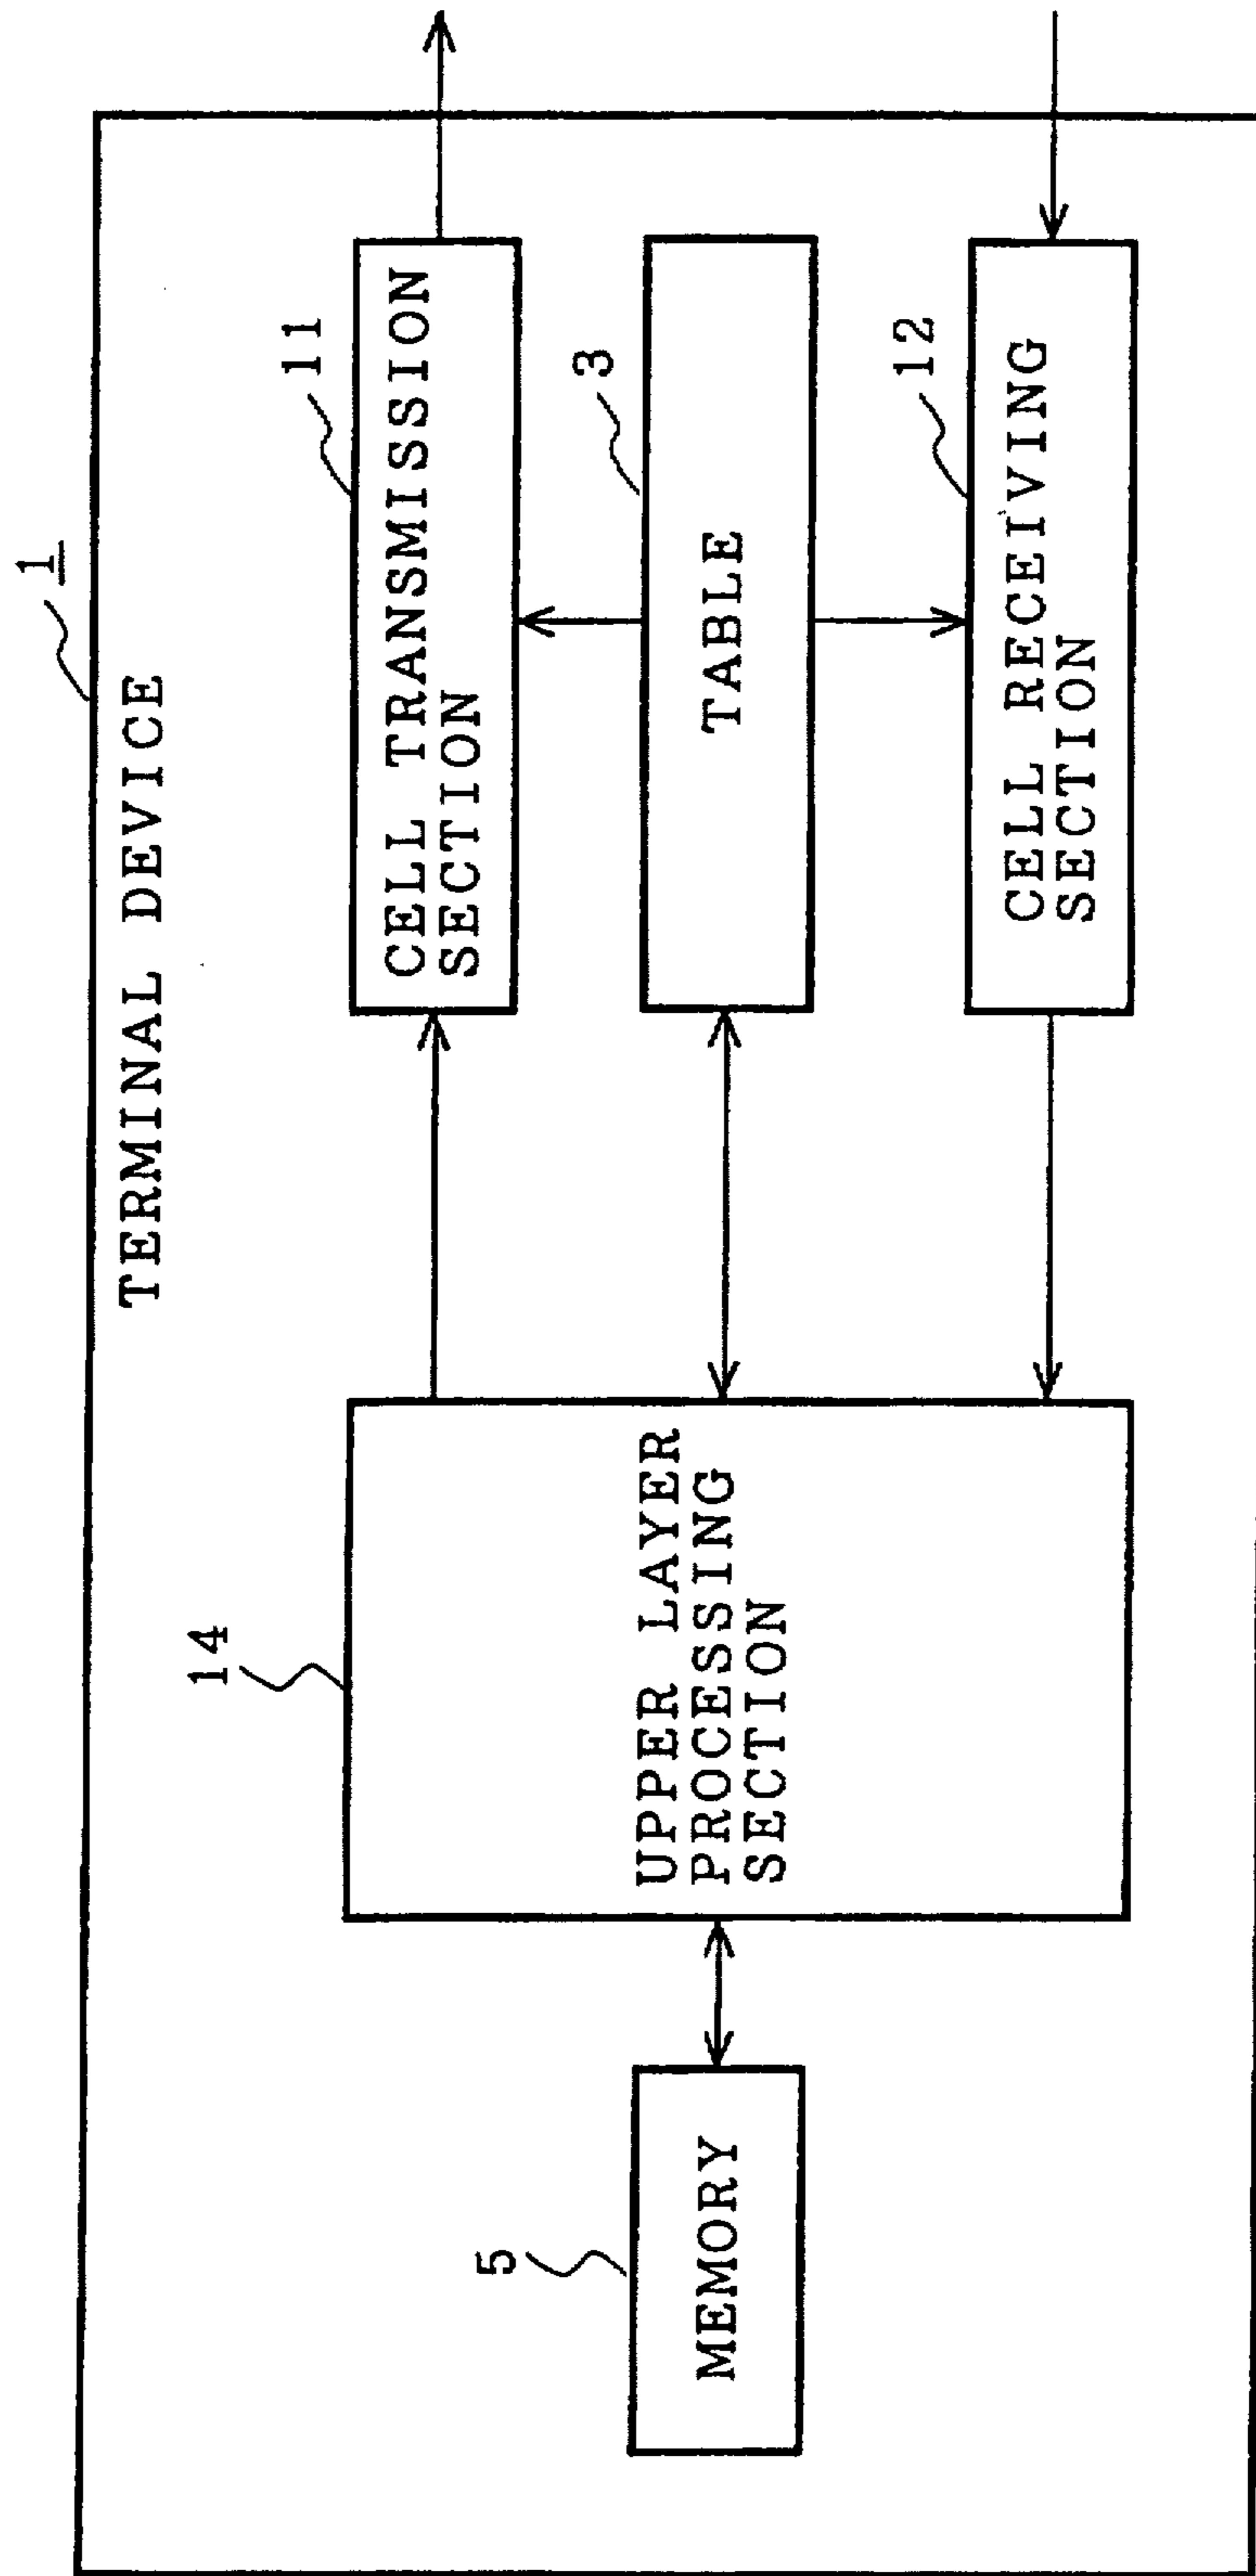 1
TERMINAL DEVICE
11
CELL TRANSMISSION
SECTION
3
TABLE
12
CELL RECEIVING
SECTION
14
UPPER LAYER
PROCESSING
SECTION
5
MEMORY